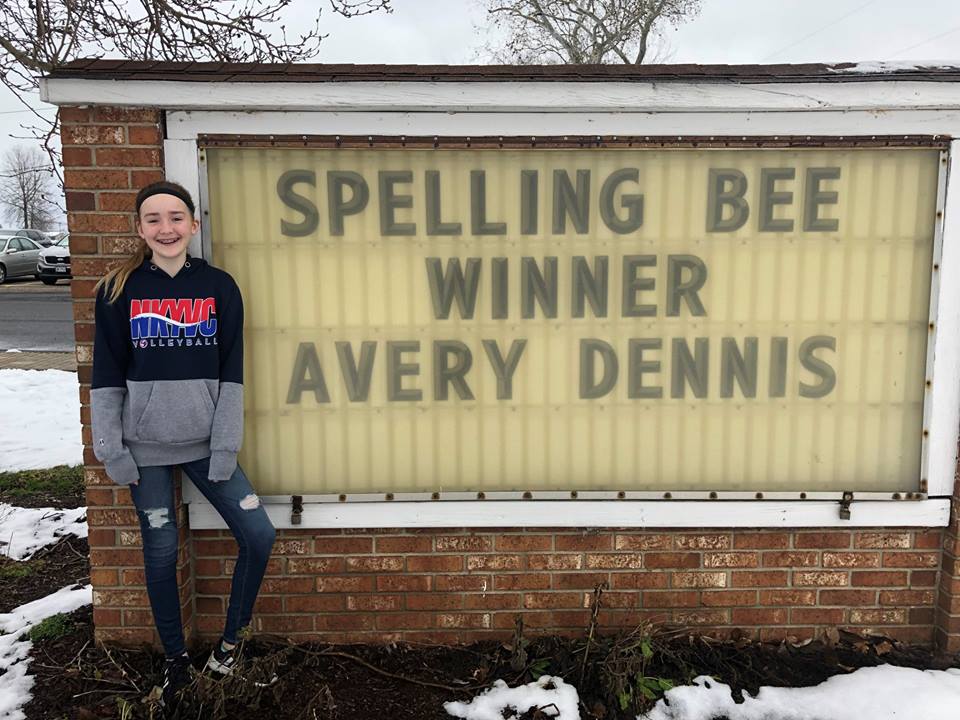 SPELLING BEE
WINNER
AVERY DENNIS
NKYVC
VOLLEYBALL